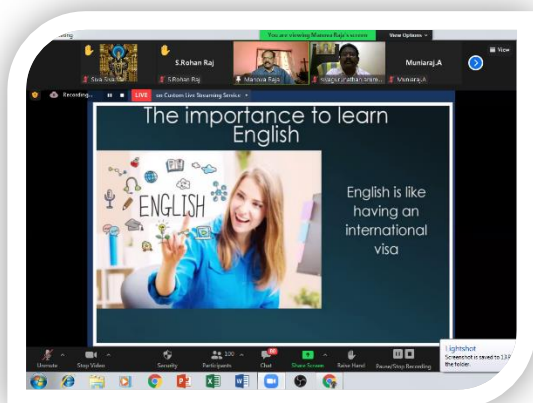 You are viewing Manova Raja's screen
View Options
S.Rohan Raj
Muniaraj.A
View
S.Rohan Raj
Manova Raja
Muniaraj.A
Recording...
LIVE
on Custom Live Streaming Service
The importance to learn
English
ENGLISH
English is like
having an
international
visa
Unmute
Stop Video
Security
Participants
100
Chat
Share Screen
Raise Hand
Pause/Stop Recording
Lightshot
Screenshot is saved to
the folder.